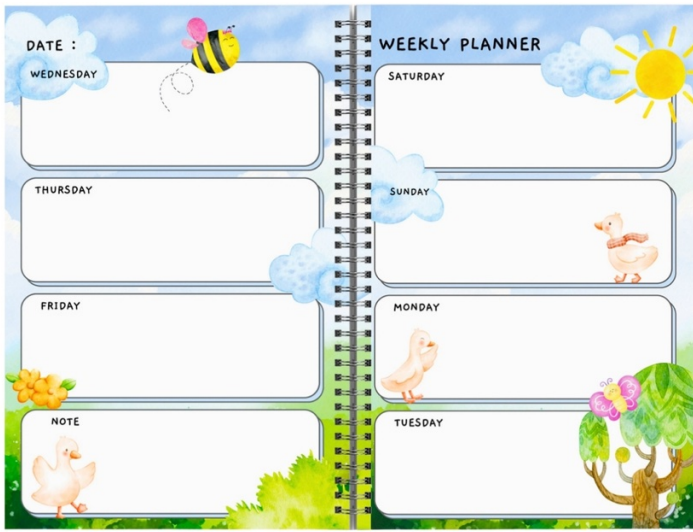 DATE :
WEDNESDAY
THURSDAY
FRIDAY
NOTE
WEEKLY PLANNER
SATURDAY
SUNDAY
MONDAY
TUESDAY